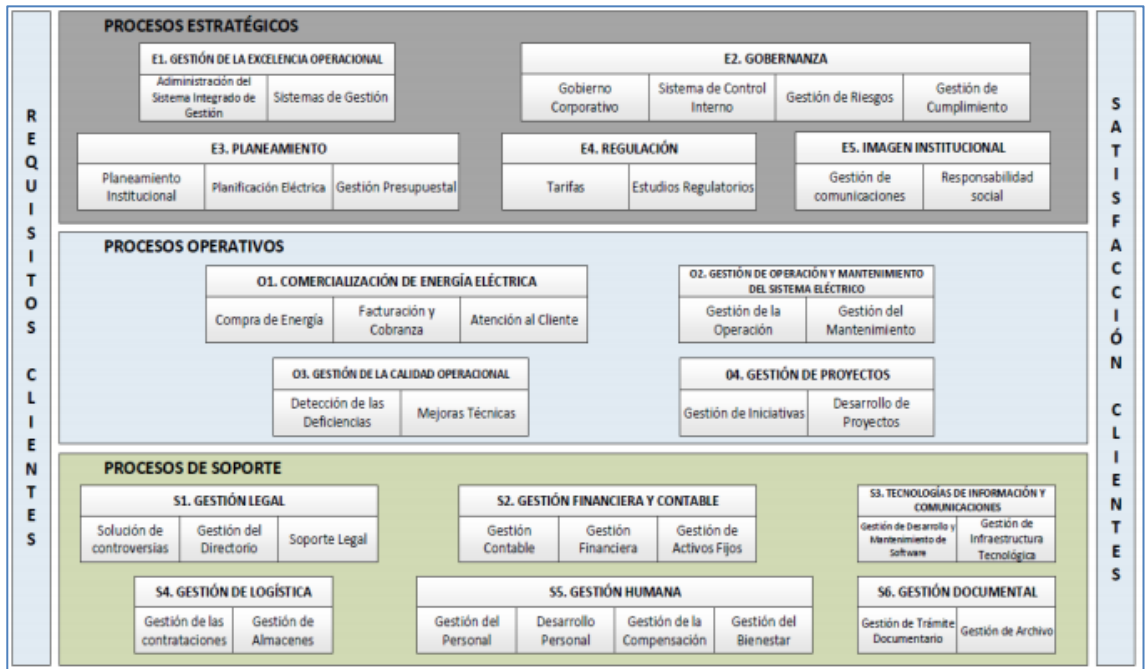 PROCESOS ESTRATÉGICOS
E1. GESTIÓN DE LA EXCELENCIA OPERACIONAL
Adiministración del
Sistema Integrado de
Gestión
Sistemas de Gestión
E2. GOBERNANZA
Gobierno
Corporativo
Sistema de Control
Interno
Gestión de Riesgos
Gestión de
Cumplimiento
E3. PLANEAMIENTO
Planeamiento
Institucional
Planificación Eléctrica
Gestión Presupuestal
E4. REGULACIÓN
Tarifas
Estudios Regulatorios
E5. IMAGEN INSTITUCIONAL
Gestión de
comunicaciones
Responsabilidad
social
REQUISITOS CLIENTES
PROCESOS OPERATIVOS
O1. COMERCIALIZACIÓN DE ENERGÍA ELÉCTRICA
Compra de Energía
Facturación y
Cobranza
Atención al Cliente
O2. GESTIÓN DE OPERACIÓN Y MANTENIMIENTO
DEL SISTEMA ELÉCTRICO
Gestión de la
Operación
Gestión del
Mantenimiento
O3. GESTIÓN DE LA CALIDAD OPERACIONAL
Detección de las
Deficiencias
Mejoras Técnicas
04. GESTIÓN DE PROYECTOS
Gestión de Iniciativas
Desarrollo de
Proyectos
SATISFACCIÓN CLIENTES
PROCESOS DE SOPORTE
S1. GESTIÓN LEGAL
Solución de
controversias
Gestión del
Directorio
Soporte Legal
S2. GESTIÓN FINANCIERA Y CONTABLE
Gestión
Contable
Gestión
Financiera
Gestión de
Activos Fijos
S3. TECNOLOGÍAS DE INFORMACIÓN Y
COMUNICACIONES
Gestión de Desarrollo y
Mantenimiento de
Software
Gestión de
Infraestructura
Tecnológica
S4. GESTIÓN DE LOGÍSTICA
Gestión de las
contrataciones
Gestión de
Almacenes
S5. GESTIÓN HUMANA
Gestión del
Personal
Desarrollo
Personal
Gestión de la
Compensación
Gestión del
Bienestar
S6. GESTIÓN DOCUMENTAL
Gestión de Trámite
Documentario
Gestión de Archivo